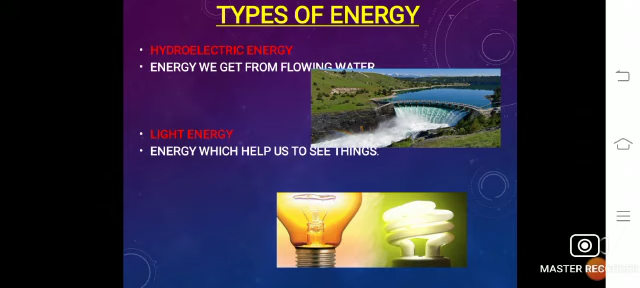 TYPES OF ENERGY
• HYDROELECTRIC ENERGY
• ENERGY WE GET FROM FLOWING WATER
• LIGHT ENERGY
• ENERGY WHICH HELP US TO SEE THINGS.
MASTER